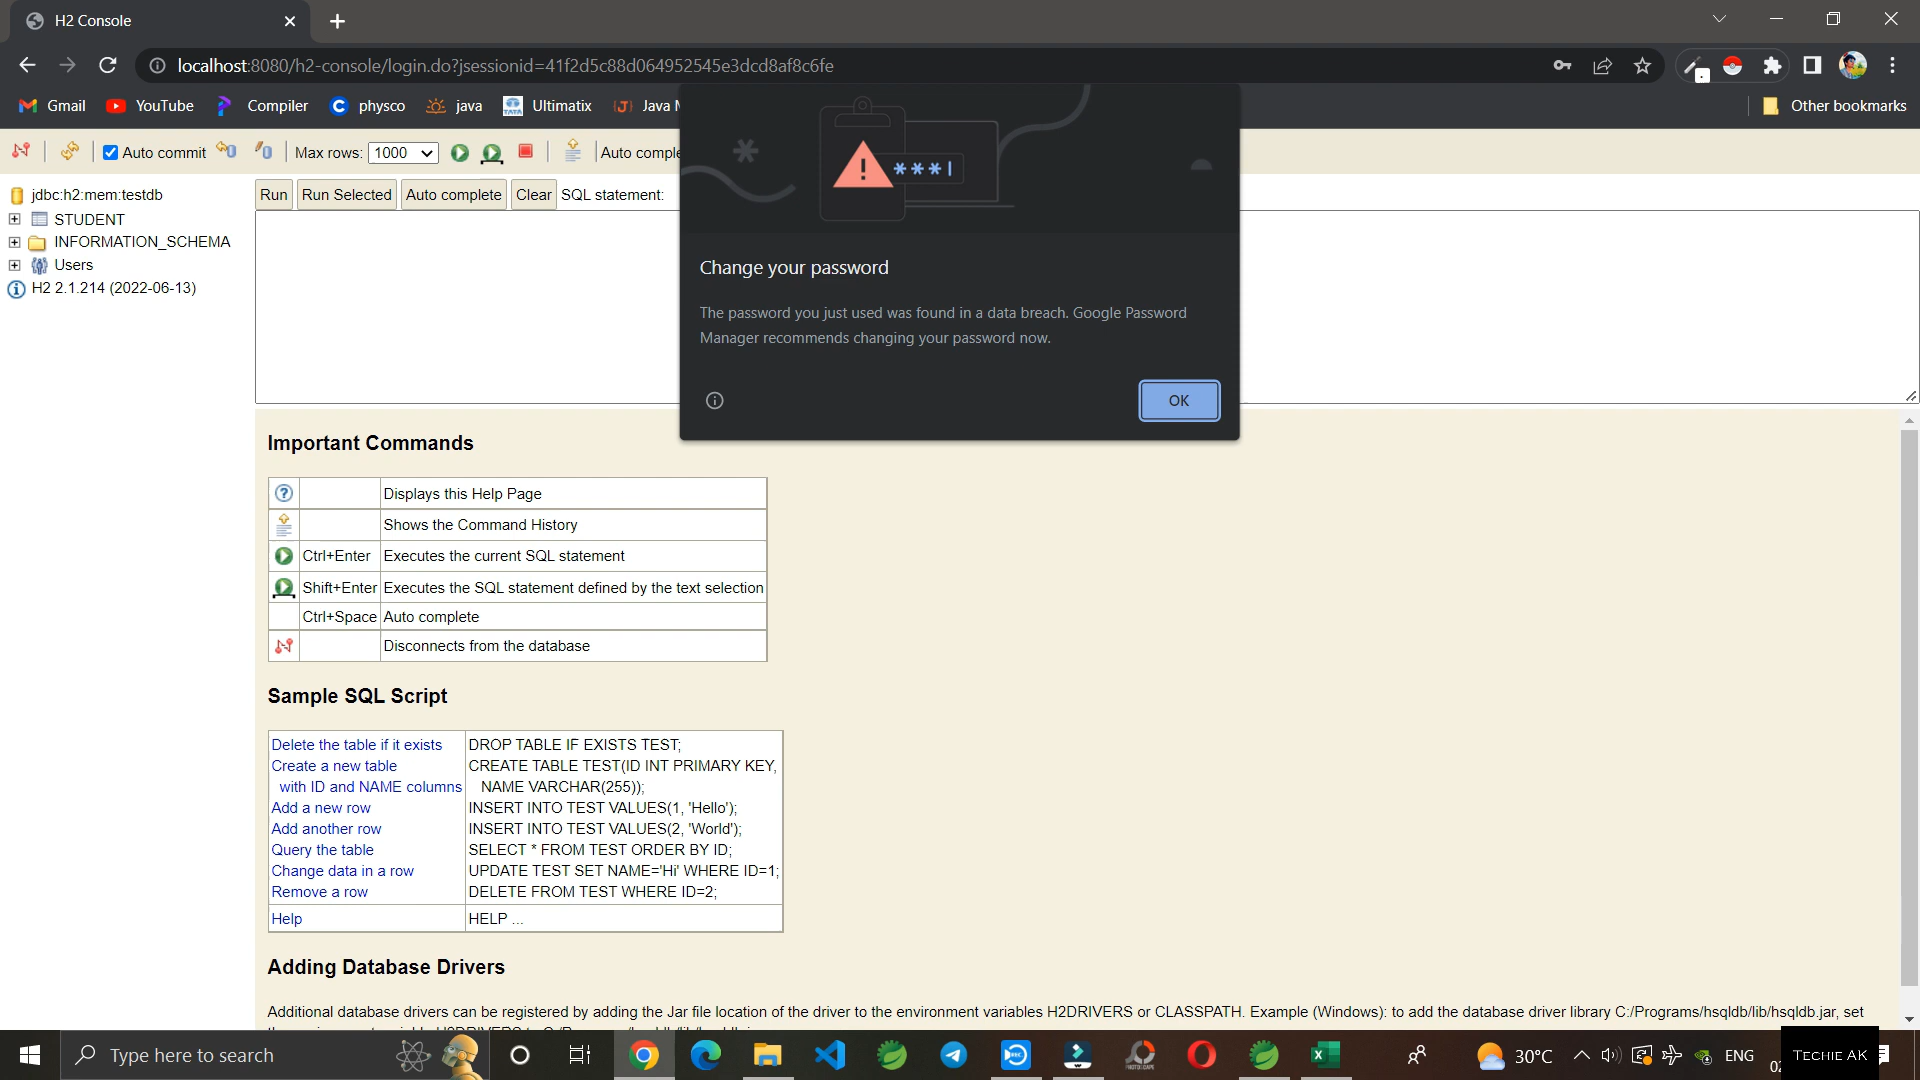 H2 Console
localhost:8080/h2-console/login.do?jsessionid=41f2d5c88d064952545e3dcd8af8c6fe
Gmail YouTube Compiler physco java Ultimatix Java Other bookmarks
Auto commit Max rows: 1000 Auto comple
jdbc:h2:mem:testdb
STUDENT
INFORMATION_SCHEMA
Users
H2 2.1.214 (2022-06-13)
Run Run Selected Auto complete Clear SQL statement:
***
Change your password
The password you just used was found in a data breach. Google Password
Manager recommends changing your password now.
OK
Important Commands
Displays this Help Page
Shows the Command History
Ctrl+Enter Executes the current SQL statement
Shift+Enter Executes the SQL statement defined by the text selection
Ctrl+Space Auto complete
Disconnects from the database
Sample SQL Script
Delete the table if it exists DROP TABLE IF EXISTS TEST;
Create a new table CREATE TABLE TEST(ID INT PRIMARY KEY,
with ID and NAME columns NAME VARCHAR(255));
Add a new row INSERT INTO TEST VALUES(1, 'Hello');
Add another row INSERT INTO TEST VALUES(2, 'World');
Query the table SELECT * FROM TEST ORDER BY ID;
Change data in a row UPDATE TEST SET NAME='Hi' WHERE ID=1;
Remove a row DELETE FROM TEST WHERE ID=2;
Help HELP ...
Adding Database Drivers
Additional database drivers can be registered by adding the Jar file location of the driver to the environment variables H2DRIVERS or CLASSPATH. Example (Windows): to add the database driver library C:/Programs/hsqldb/lib/hsqldb.jar, set
Type here to search
30°C ENG
TECHIE AK